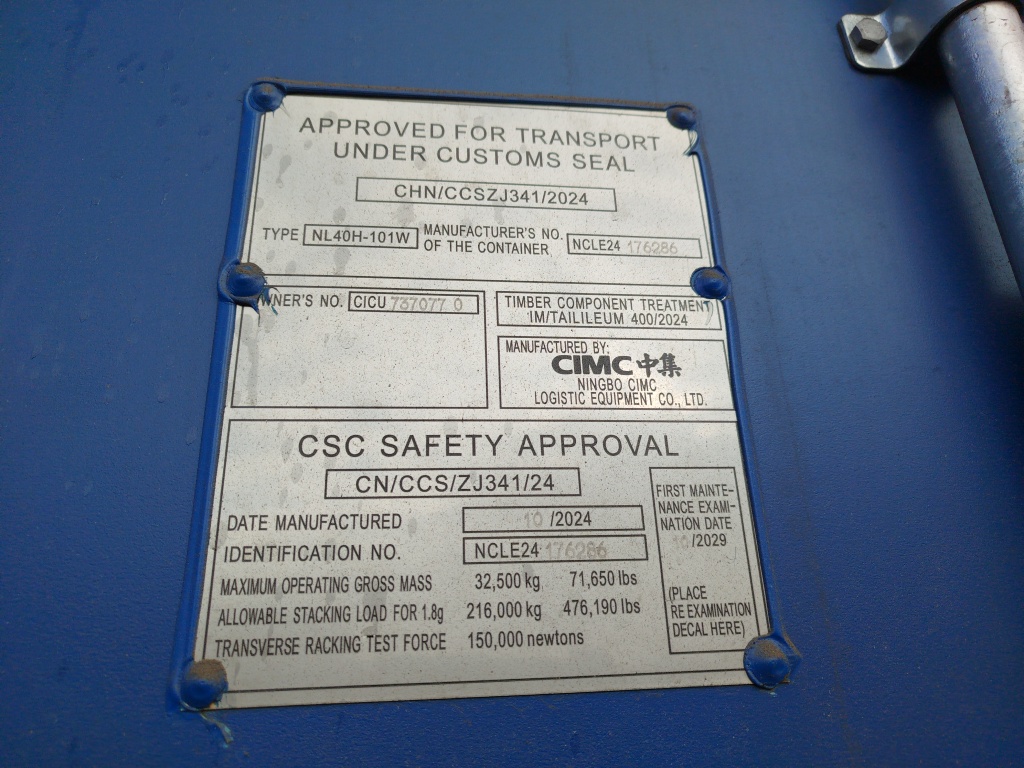 APPROVED FOR TRANSPORT
UNDER CUSTOMS SEAL
CHN/CCSZJ341/2024
TYPE NL40H-101W MANUFACTURER'S NO. OF THE CONTAINER NCLE24 176286
OWNER'S NO. CICU 737077 0
TIMBER COMPONENT TREATMENT
IM/TAILILEUM 400/2024
MANUFACTURED BY:
CIMC 中集
NINGBO CIMC
LOGISTIC EQUIPMENT CO., LTD.
CSC SAFETY APPROVAL
CN/CCS/ZJ341/24
DATE MANUFACTURED 10 /2024
IDENTIFICATION NO. NCLE24 176286
MAXIMUM OPERATING GROSS MASS 32,500 kg 71,650 lbs
ALLOWABLE STACKING LOAD FOR 1.8g 216,000 kg 476,190 lbs
TRANSVERSE RACKING TEST FORCE 150,000 newtons
FIRST MAINTE-
NANCE EXAMI-
NATION DATE
10/2029
(PLACE
RE EXAMINATION
DECAL HERE)